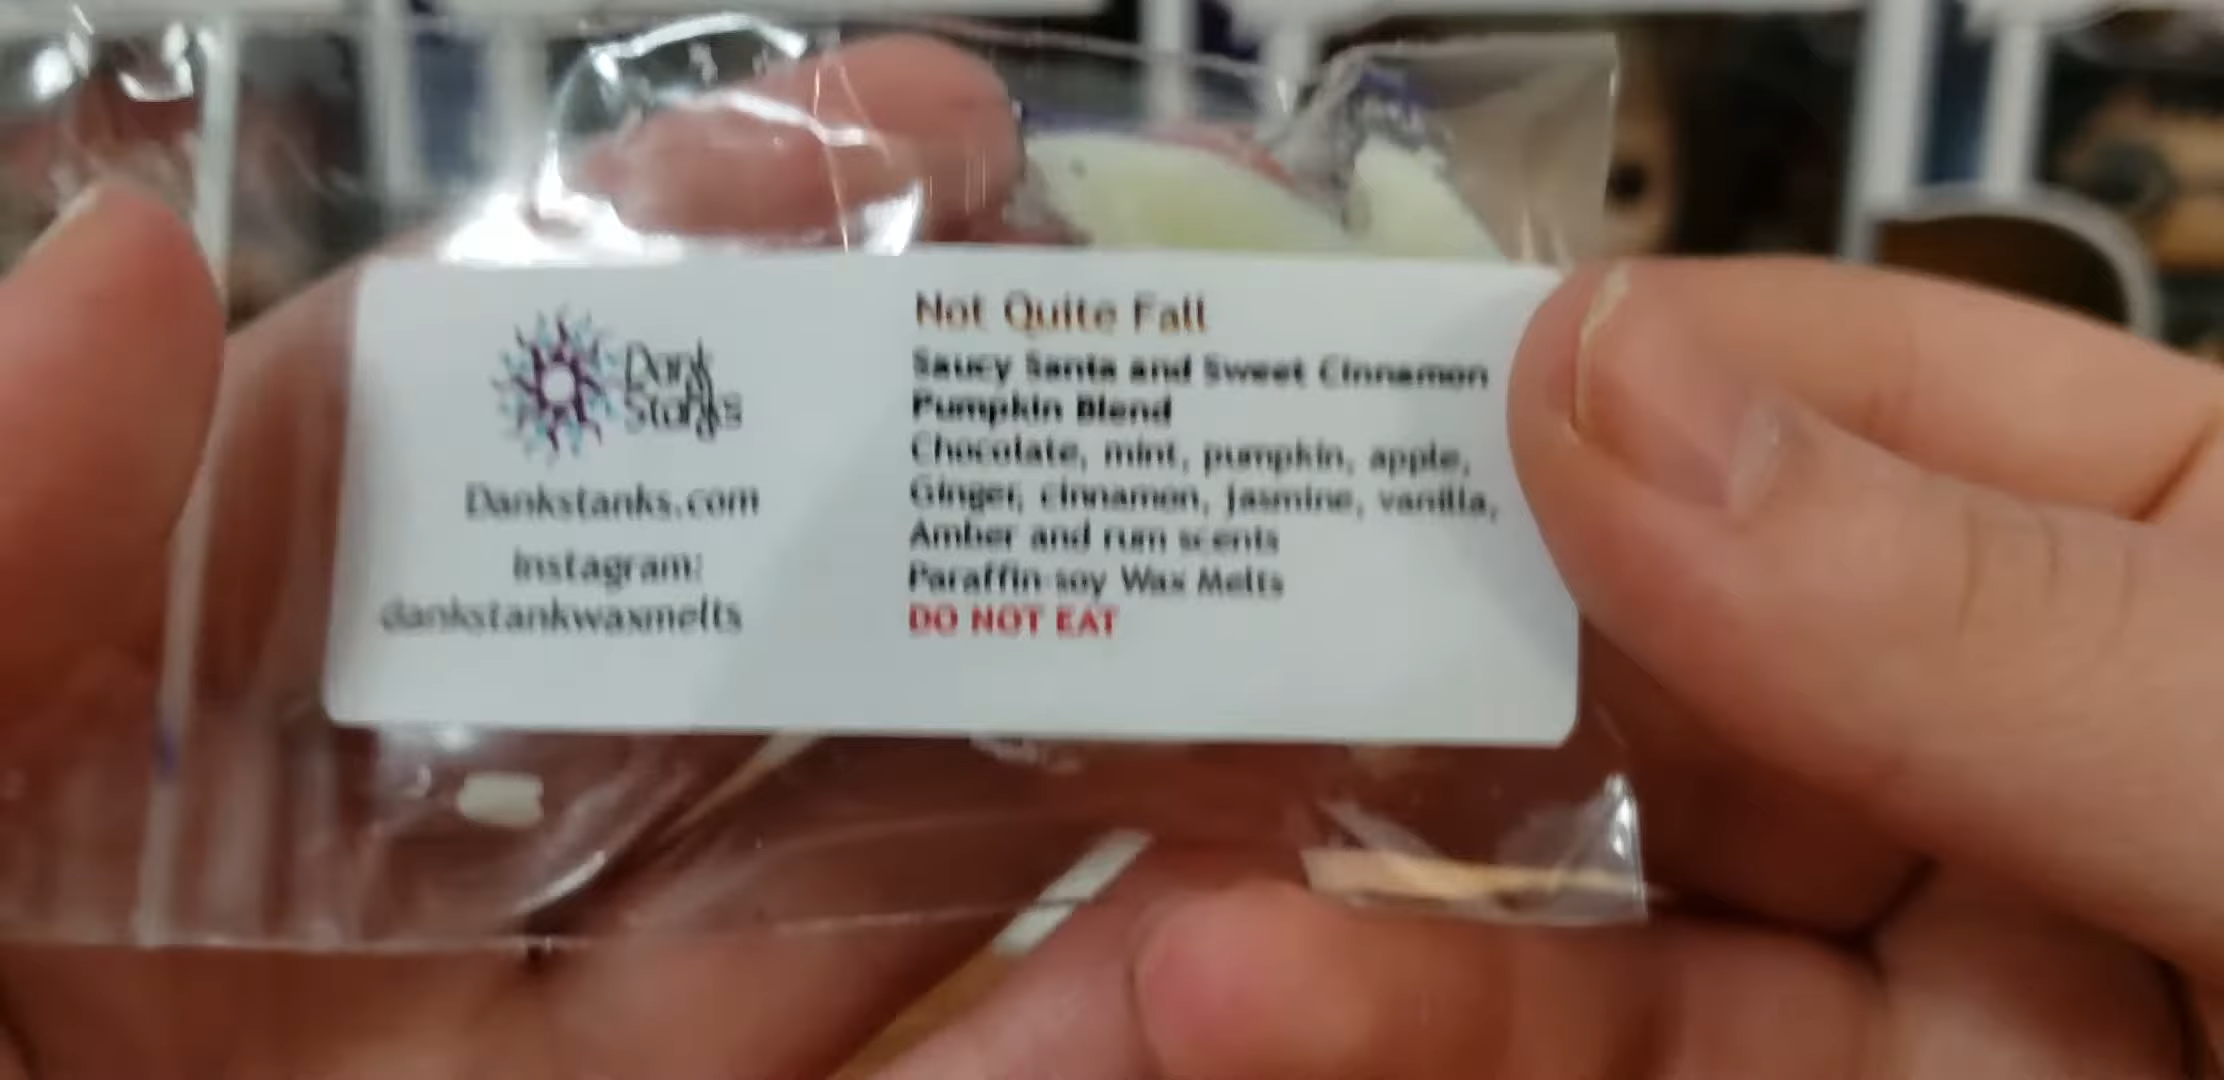 Dank
Stanks
Dankstanks.com
Instagram:
dankstankwaxmelts
Not Quite Fall
Saucy Santa and Sweet Cinnamon
Pumpkin Blend
Chocolate, mint, pumpkin, apple,
Ginger, cinnamon, jasmine, vanilla,
Amber and rum scents
Paraffin-soy Wax Melts
DO NOT EAT